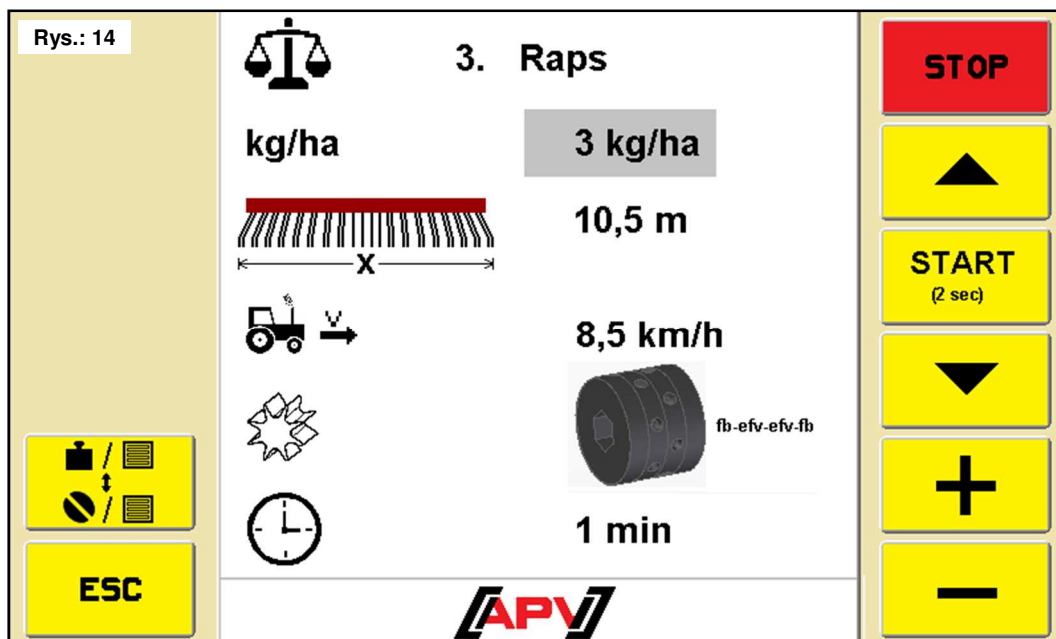 Rys.: 14
3. Raps
STOP
kg/ha 3 kg/ha
10,5 m
X
START
(2 sec)
V
8,5 km/h
fb-efv-efv-fb
/
/
+
1 min
ESC
APV
−